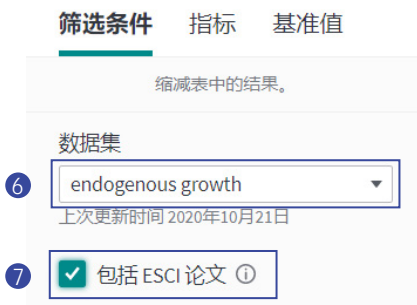 筛选条件 指标 基准值
缩减表中的结果。
数据集
6 endogenous growth
上次更新时间 2020年10月21日
7 包括 ESCI 论文